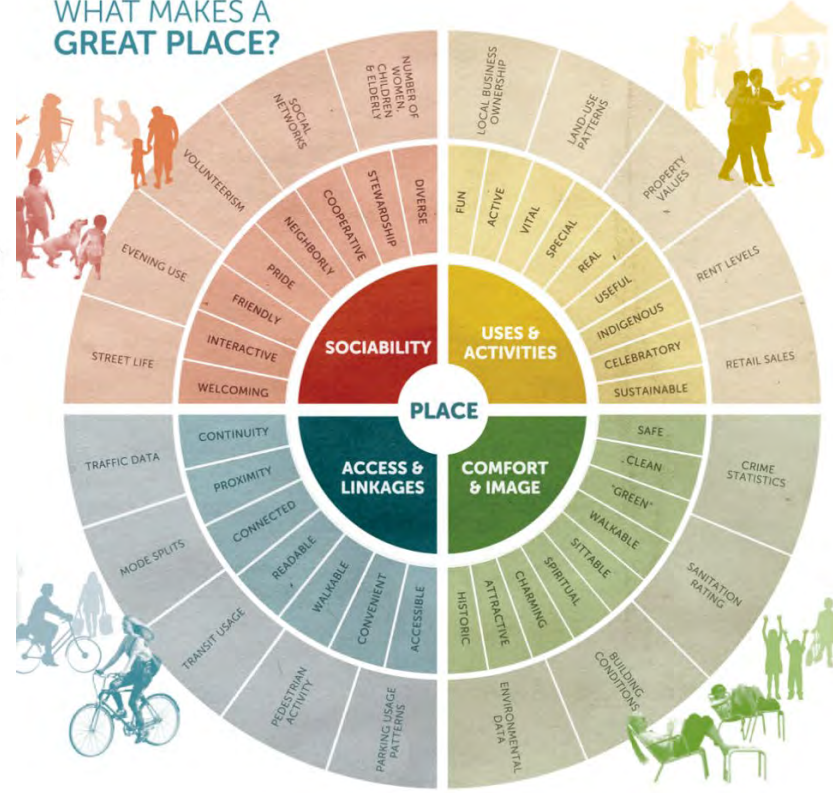 WHAT MAKES A
GREAT PLACE?
NUMBER OF
WOMEN,
CHILDREN
& ELDERLY
SOCIAL
NETWORKS
VOLUNTEERISM
EVENING USE
STREET LIFE
DIVERSE
STEWARDSHIP
COOPERATIVE
NEIGHBORLY
PRIDE
FRIENDLY
INTERACTIVE
WELCOMING
SOCIABILITY
LOCAL BUSINESS
OWNERSHIP
LAND-USE
PATTERNS
PROPERTY
VALUES
RENT LEVELS
RETAIL SALES
FUN
ACTIVE
VITAL
SPECIAL
REAL
USEFUL
INDIGENOUS
CELEBRATORY
SUSTAINABLE
USES &
ACTIVITIES
PLACE
ACCESS &
LINKAGES
CONTINUITY
PROXIMITY
CONNECTED
READABLE
WALKABLE
CONVENIENT
ACCESSIBLE
TRAFFIC DATA
MODE SPLITS
TRANSIT USAGE
PEDESTRIAN
ACTIVITY
PARKING USAGE
PATTERNS
COMFORT
& IMAGE
SAFE
CLEAN
"GREEN"
WALKABLE
SITTABLE
SPIRITUAL
CHARMING
ATTRACTIVE
HISTORIC
CRIME
STATISTICS
SANITATION
RATING
BUILDING
CONDITIONS
ENVIRONMENTAL
DATA